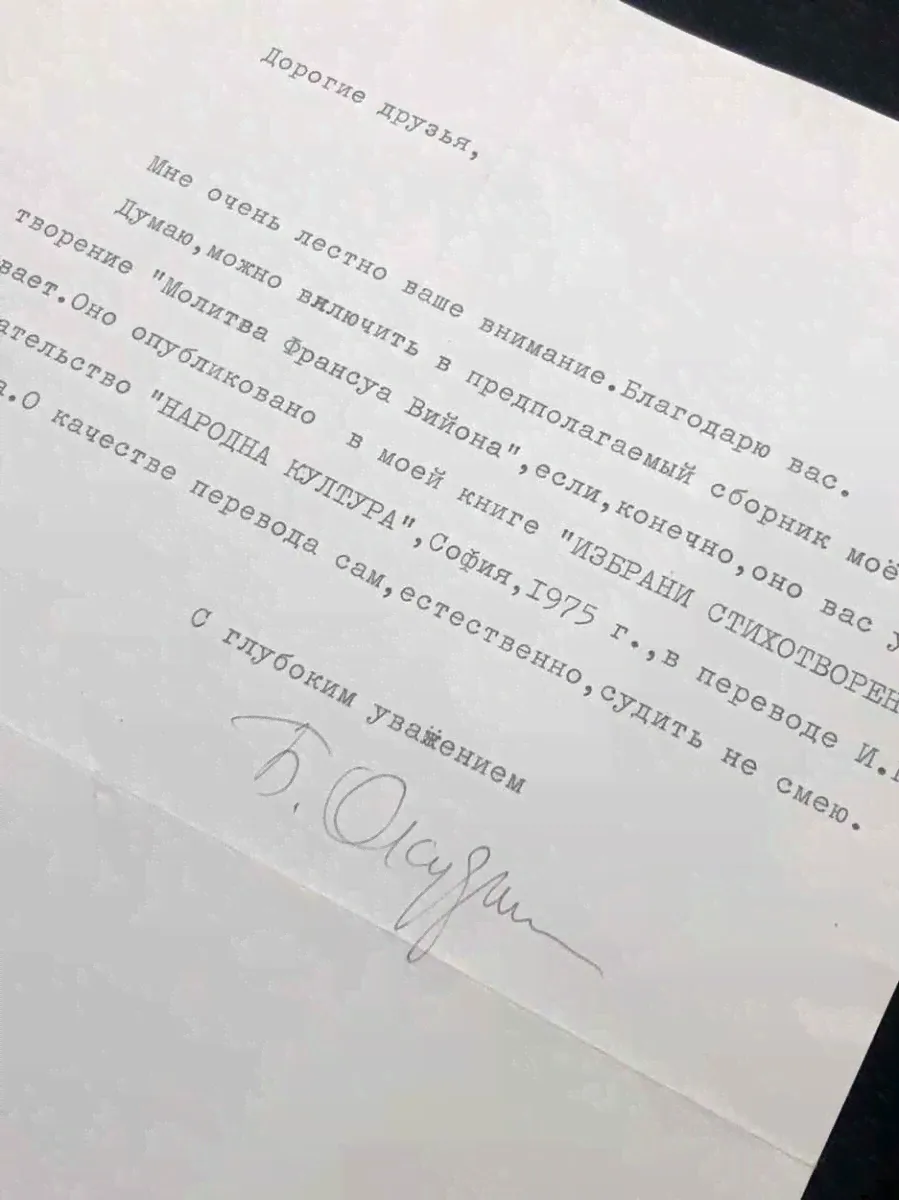 Дорогие друзья,
Мне очень лестно ваше внимание.Благодарю вас.
Думаю,можно включить в предполагаемый сборник моё
творение "Молитва Франсуа Вийона",если,конечно,оно вас у
вает.Оно опубликовано в моей книге "ИЗБРАНИ СТИХОТВОРЕН
ательство "НАРОДНА КУЛТУРА",София,1975 г.,в переводе И.
а.О качестве перевода сам,естественно,судить не смею.
С глубоким уважением
Б. Окуджа